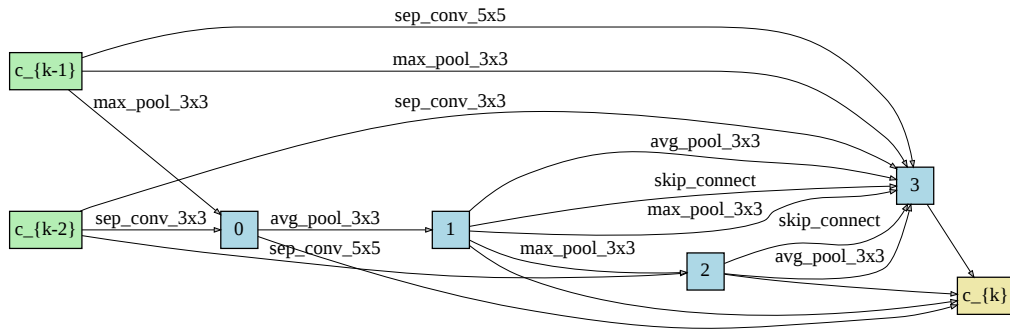 sep_conv_5x5
c_{k-1}
max_pool_3x3
max_pool_3x3
sep_conv_3x3
avg_pool_3x3
skip_connect
3
max_pool_3x3
c_{k-2}
sep_conv_3x3
0
avg_pool_3x3
1
skip_connect
sep_conv_5x5
max_pool_3x3
2
avg_pool_3x3
c_{k}